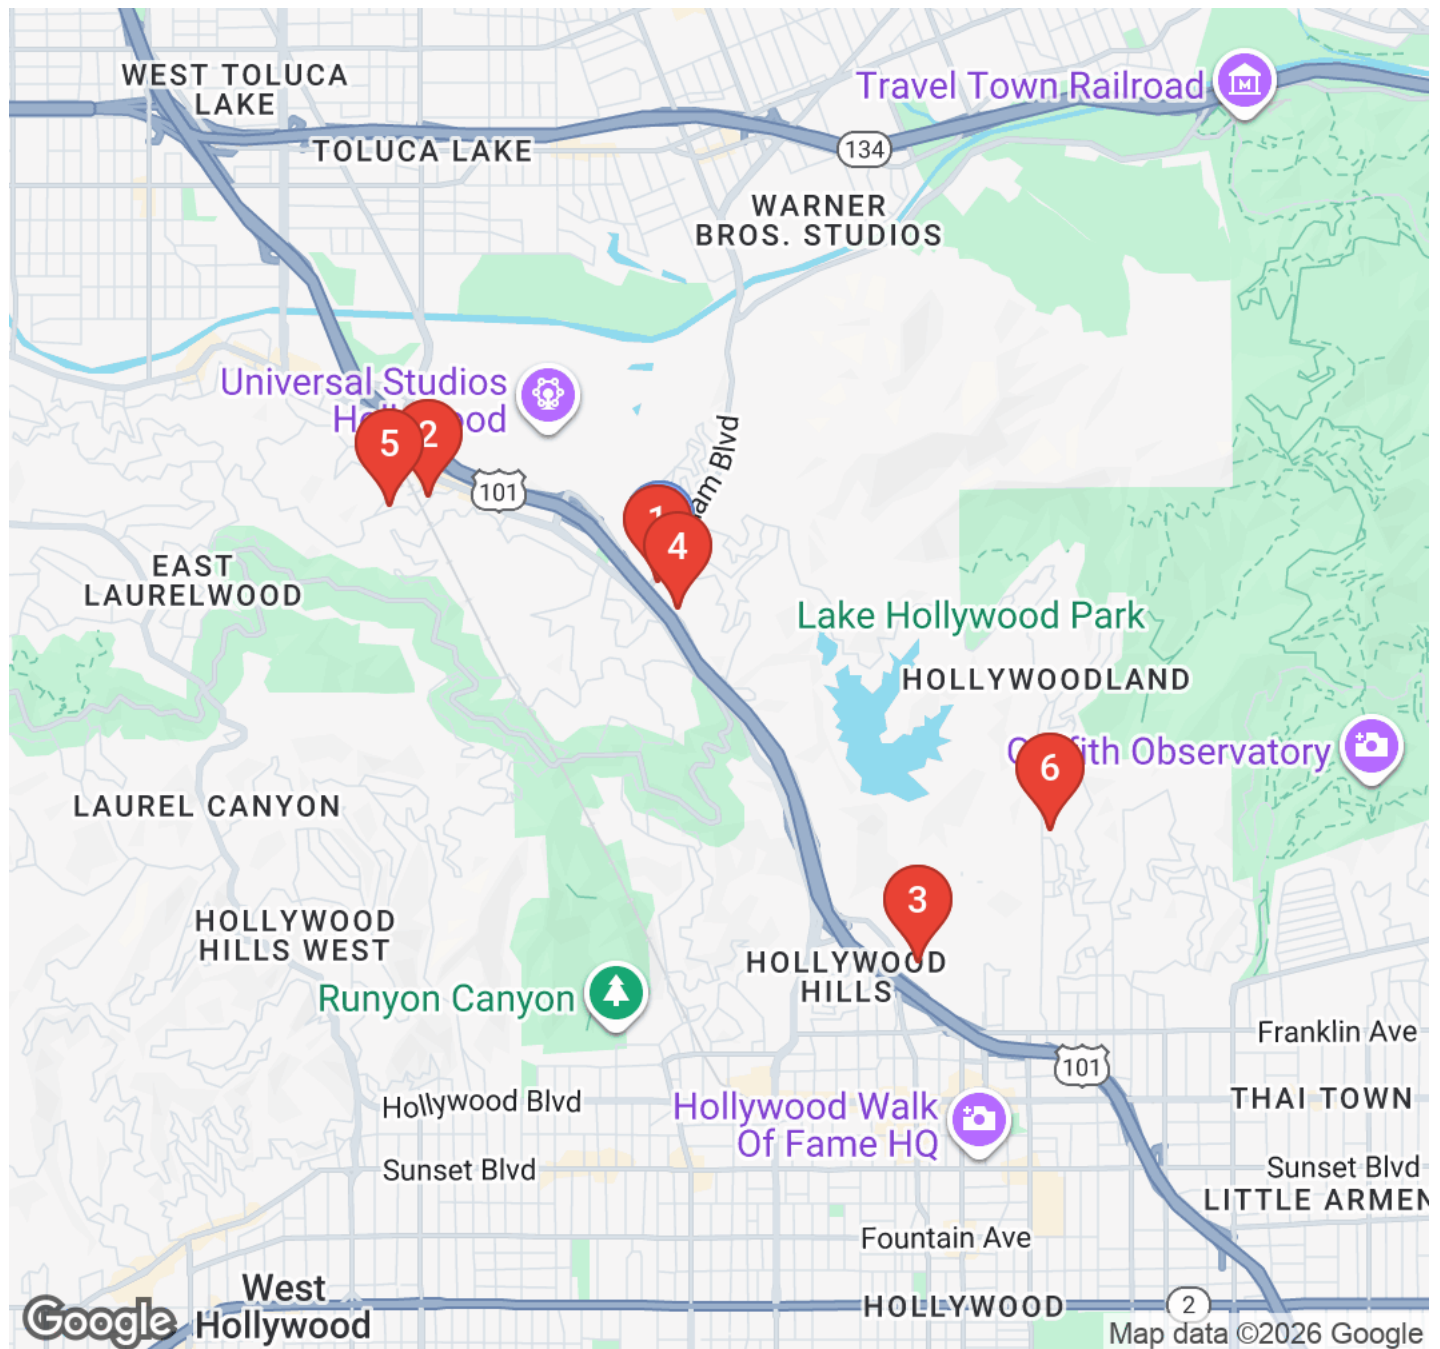 WEST TOLUCA
LAKE
Travel Town Railroad
TOLUCA LAKE
134
WARNER
BROS. STUDIOS
Universal Studios
5
2
101
1
4
EAST
LAURELWOOD
Lake Hollywood Park
HOLLYWOODLAND
Observatory
6
LAUREL CANYON
3
HOLLYWOOD
HILLS WEST
HOLLYWOOD
HILLS
Runyon Canyon
Franklin Ave
101
Hollywood Blvd
Hollywood Walk
Of Fame HQ
THAI TOWN
Sunset Blvd
Sunset Blvd
LITTLE ARMEN
Fountain Ave
West
Hollywood
HOLLYWOOD
2
Google
Map data ©2026 Google